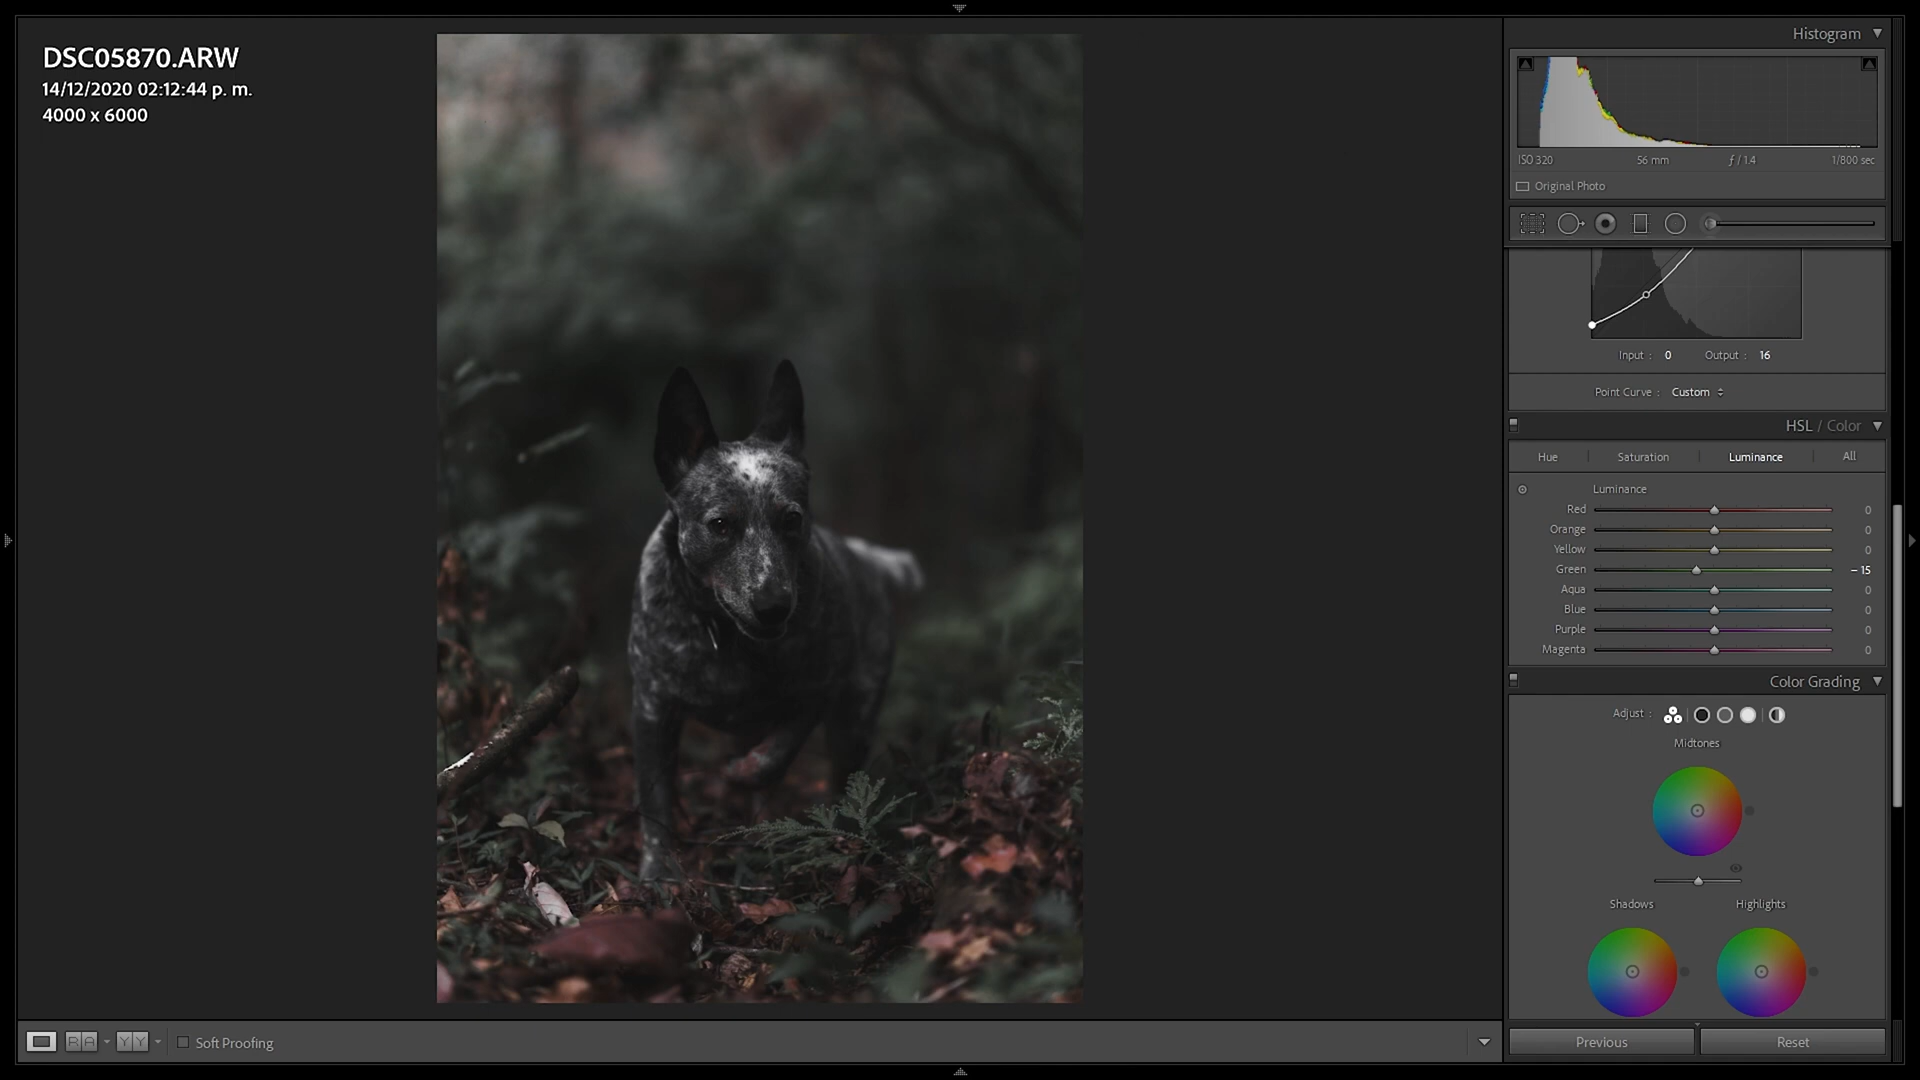 DSC05870.ARW
14/12/2020 02:12:44 p. m.
4000 x 6000
Histogram
ISO 320 56 mm ƒ / 1.4 1/800 sec
Original Photo
Input : 0 Output : 16
Point Curve : Custom
HSL / Color
Hue Saturation Luminance All
Luminance
Red 0
Orange 0
Yellow 0
Green – 15
Aqua 0
Blue 0
Purple 0
Magenta 0
Color Grading
Adjust :
Midtones
Shadows Highlights
R A Y Y Soft Proofing
Previous Reset